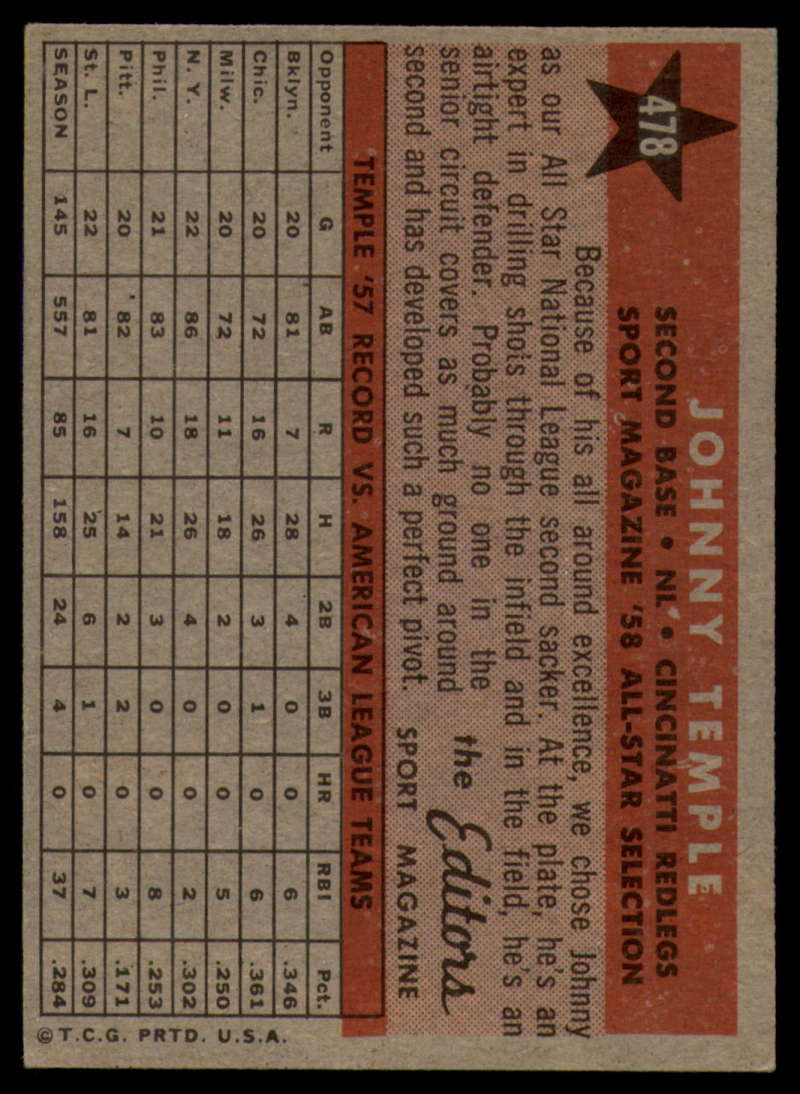 478
JOHNNY TEMPLE
SECOND BASE • NL • CINCINATTI REDLEGS
SPORT MAGAZINE '58 ALL-STAR SELECTION
Because of his all around excellence, we chose Johnny
as our All Star National League second sacker. At the plate, he's an
expert in drilling shots through the infield and in the field, he's an
airtight defender. Probably no one in the
senior circuit covers as much ground around
second and has developed such a perfect pivot.
the Editors
SPORT MAGAZINE
TEMPLE '57 RECORD VS. AMERICAN LEAGUE TEAMS
Opponent G AB R H 2B 3B HR RBI Pct.
Bklyn. 20 81 7 28 4 0 0 6 .346
Chic. 20 72 16 26 3 1 0 6 .361
Milw. 20 72 11 18 2 0 0 5 .250
N. Y. 22 86 18 26 4 0 0 2 .302
Phil. 21 83 10 21 3 0 0 8 .253
Pitt. 20 82 7 14 2 2 0 3 .171
St. L. 22 81 16 25 6 1 0 7 .309
SEASON 145 557 85 158 24 4 0 37 .284
© T.C.G. PRTD. U.S.A.